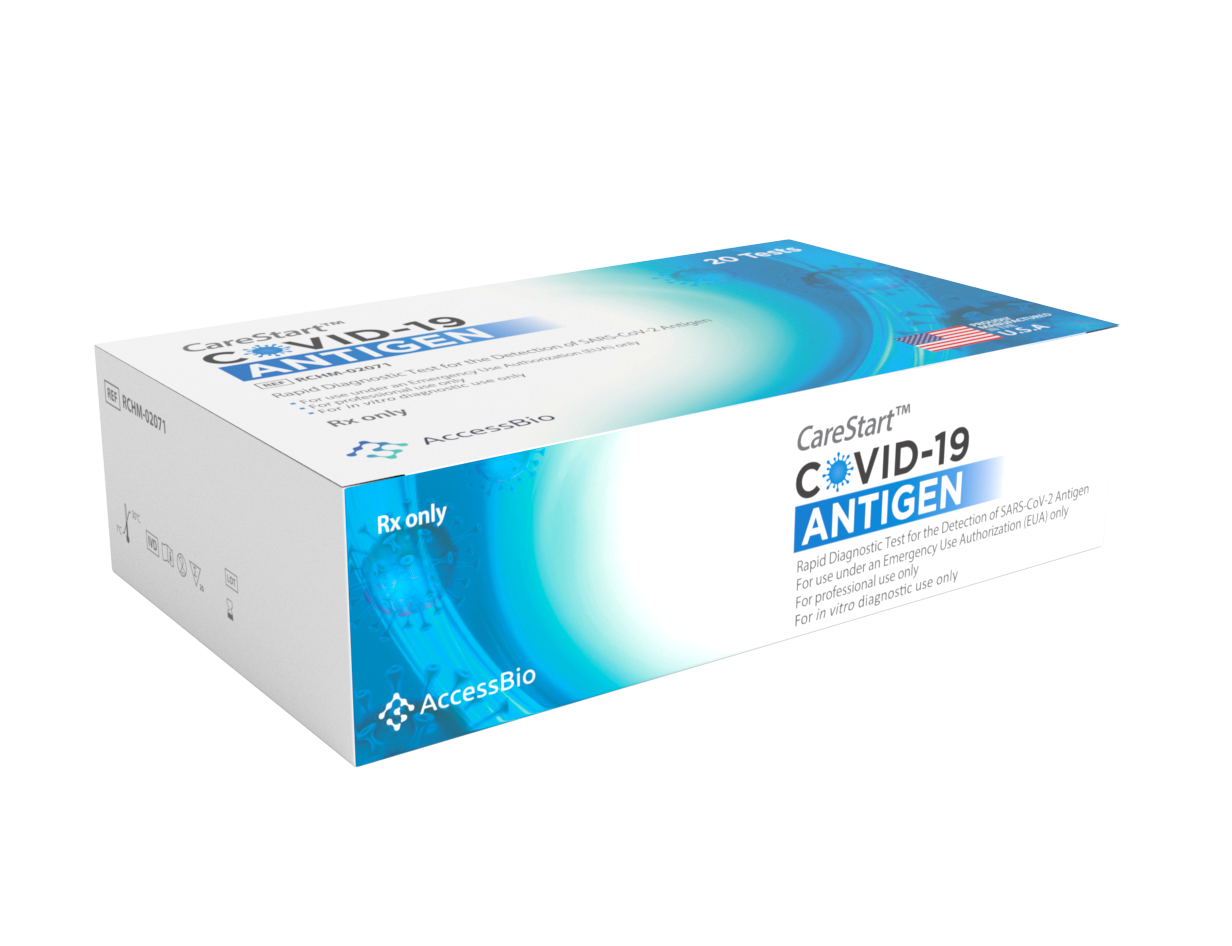 20 Tests
CareStart™
COVID-19
ANTIGEN
REF RCHM-02071
Rapid Diagnostic Test for the Detection of SARS-CoV-2 Antigen
• For use under an Emergency Use Authorization (EUA) only
• For professional use only
• For in vitro diagnostic use only
Rx only
AccessBio
PROUDLY
MANUFACTURED
U.S.A
REF RCHM-02071
IVD
LOT
Rx only
AccessBio
CareStart™
COVID-19
ANTIGEN
Rapid Diagnostic Test for the Detection of SARS-CoV-2 Antigen
For use under an Emergency Use Authorization (EUA) only
For professional use only
For in vitro diagnostic use only